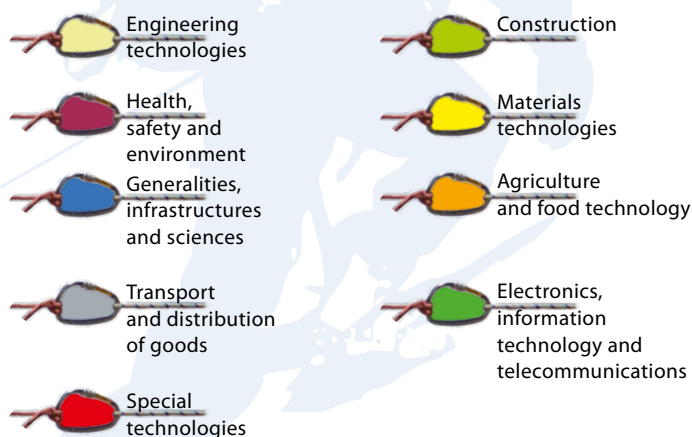 Engineering
technologies
Health,
safety and
environment
Generalities,
infrastructures
and sciences
Transport
and distribution
of goods
Special
technologies
Construction
Materials
technologies
Agriculture
and food technology
Electronics,
information
technology and
telecommunications